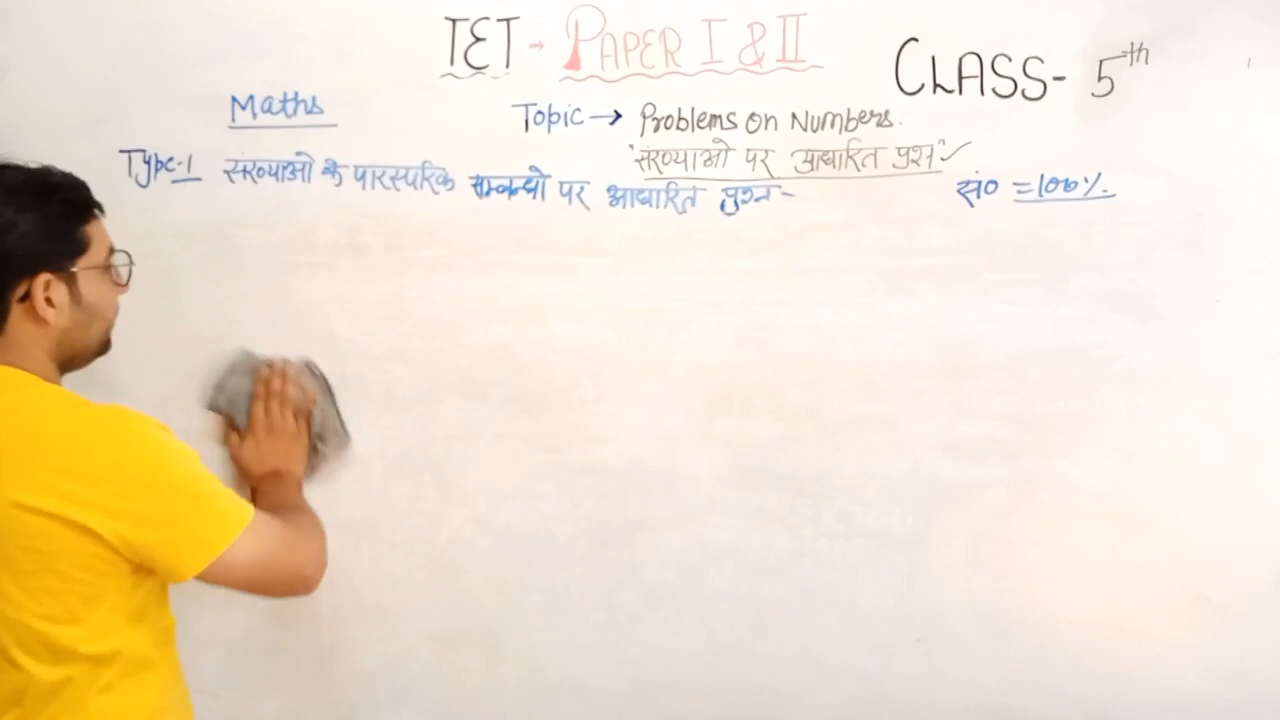 TET → PAPER I & II
CLASS- 5th
Maths
Topic → Problems On Numbers.
"संख्याओ पर आधारित प्रश्न" ✓
Type-1 संख्याओ के पारस्परिक सम्बन्धो पर आधारित प्रश्न-
सं० = 100%.